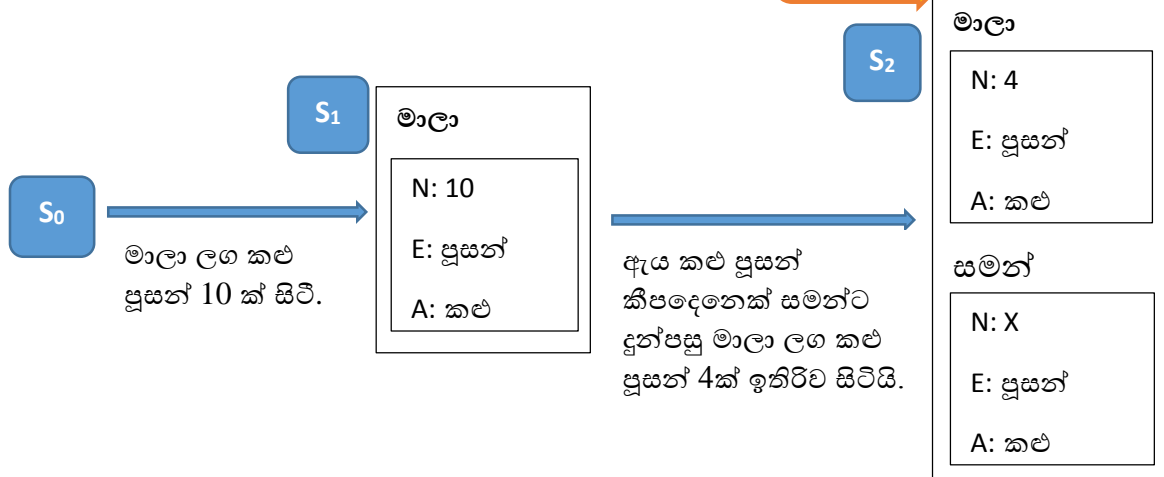 S0
මාලා ලග කළු
පූසන් 10 ක් සිටී.
S1
මාලා
N: 10
E: පූසන්
A: කළු
ඇය කළු පූසන්
කීපදෙනෙක් සමන්ට
දුන්පසු මාලා ලග කළු
පූසන් 4ක් ඉතිරිව සිටියි.
S2
මාලා
N: 4
E: පූසන්
A: කළු
සමන්
N: X
E: පූසන්
A: කළු